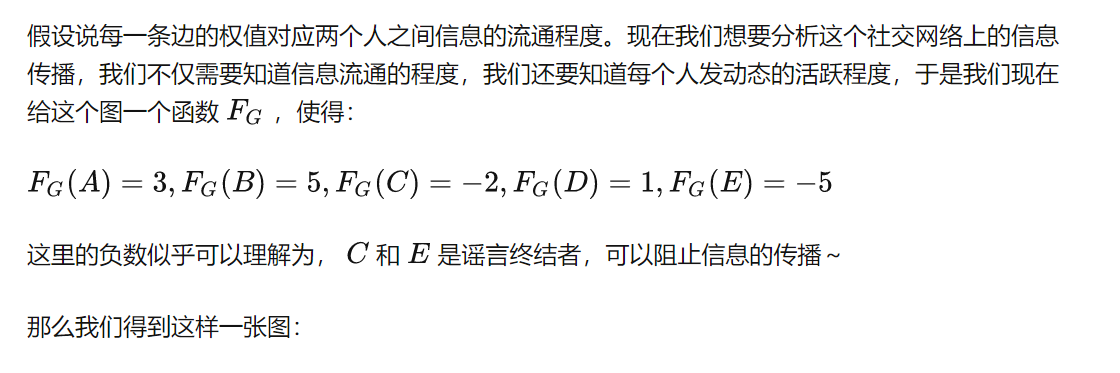 假设说每一条边的权值对应两个人之间信息的流通程度。现在我们想要分析这个社交网络上的信息
传播，我们不仅需要知道信息流通的程度，我们还要知道每个人发动态的活跃程度，于是我们现在
给这个图一个函数 F_G ，使得：
F_G(A) = 3, F_G(B) = 5, F_G(C) = −2, F_G(D) = 1, F_G(E) = −5
这里的负数似乎可以理解为， C 和 E 是谣言终结者，可以阻止信息的传播～
那么我们得到这样一张图：